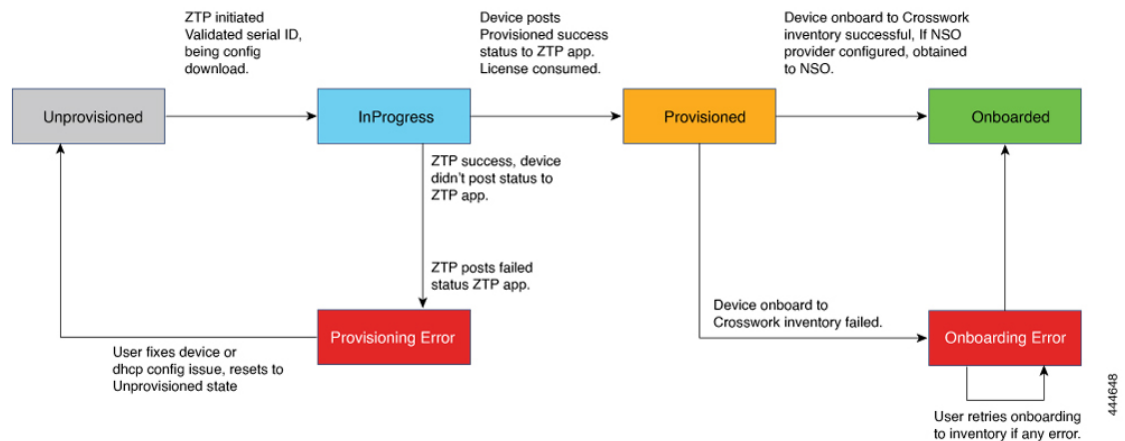 ZTP initiated
Validated serial ID,
being config
download.
Device posts
Provisioned success
status to ZTP app.
License consumed.
Device onboard to Crosswork
inventory successful, If NSO
provider configured, obtained
to NSO.
Unprovisioned
InProgress
Provisioned
Onboarded
ZTP success, device
didn't post status to
ZTP app.
ZTP posts failed
status ZTP app.
Device onboard to
Crosswork inventory failed.
Provisioning Error
Onboarding Error
User fixes device or
dhcp config issue, resets to
Unprovisioned state
User retries onboarding
to inventory if any error.
444648